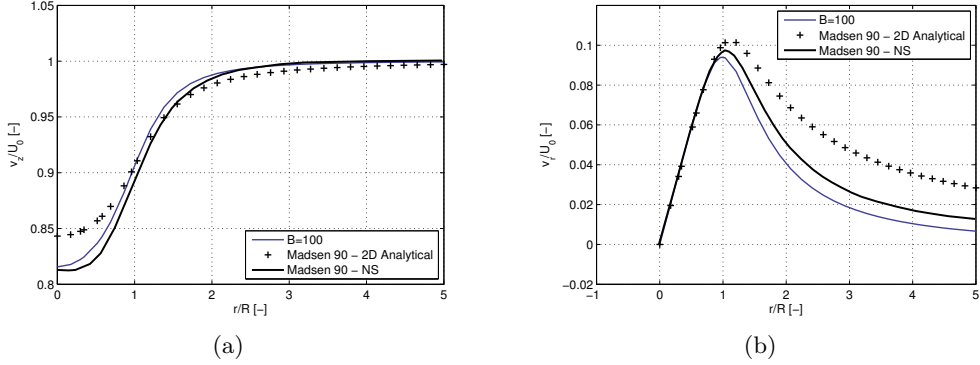 1.05
1
0.95
0.9
0.85
0.8
v_z/U_0 [−]
0 1 2 3 4 5
r/R [−]
B=100
Madsen 90 − 2D Analytical
Madsen 90 − NS
(a)
0.1
0.08
0.06
0.04
0.02
0
−0.02
v_r/U_0 [−]
−1 0 1 2 3 4 5
r/R [−]
B=100
Madsen 90 − 2D Analytical
Madsen 90 − NS
(b)